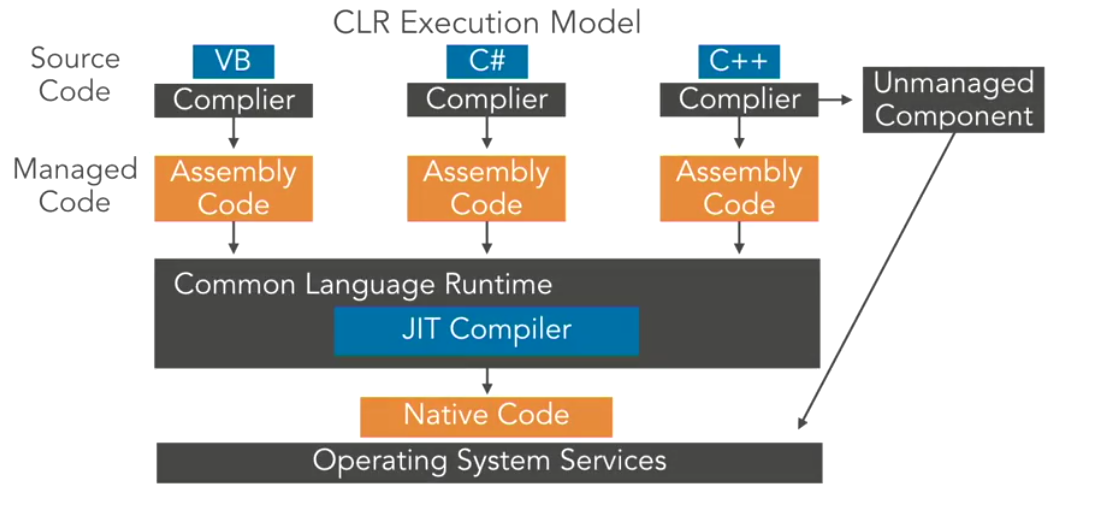 CLR Execution Model
Source
Code
VB
C#
C++
Complier
Complier
Complier
Unmanaged
Component
Managed
Code
Assembly
Code
Assembly
Code
Assembly
Code
Common Language Runtime
JIT Compiler
Native Code
Operating System Services